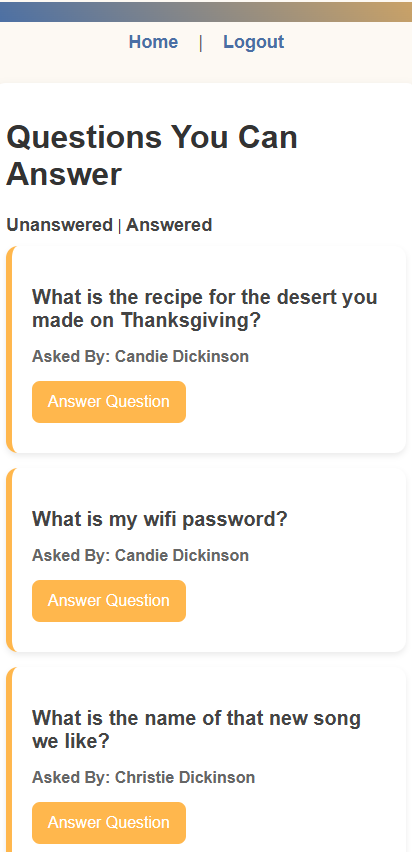 Home | Logout
Questions You Can
Answer
Unanswered | Answered
What is the recipe for the desert you
made on Thanksgiving?
Asked By: Candie Dickinson
Answer Question
What is my wifi password?
Asked By: Candie Dickinson
Answer Question
What is the name of that new song
we like?
Asked By: Christie Dickinson
Answer Question